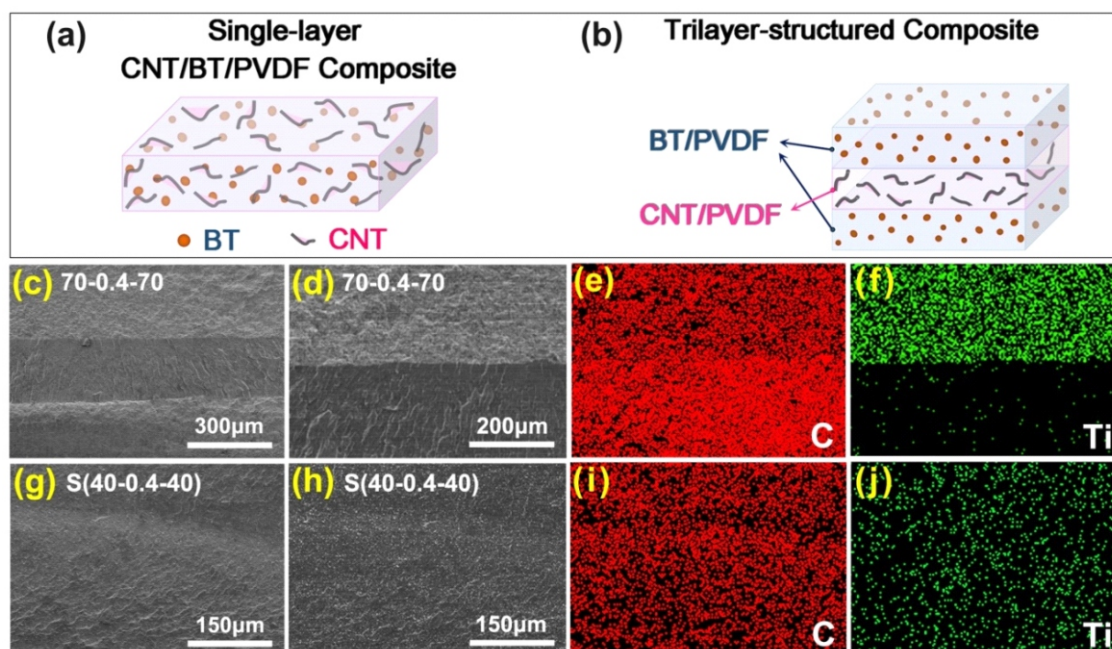 (a)
Single-layer
CNT/BT/PVDF Composite
BT
CNT
(b)
Trilayer-structured Composite
BT/PVDF
CNT/PVDF
(c) 70-0.4-70
300μm
(d) 70-0.4-70
200μm
(e)
C
(f)
Ti
(g) S(40-0.4-40)
150μm
(h) S(40-0.4-40)
150μm
(i)
C
(j)
Ti